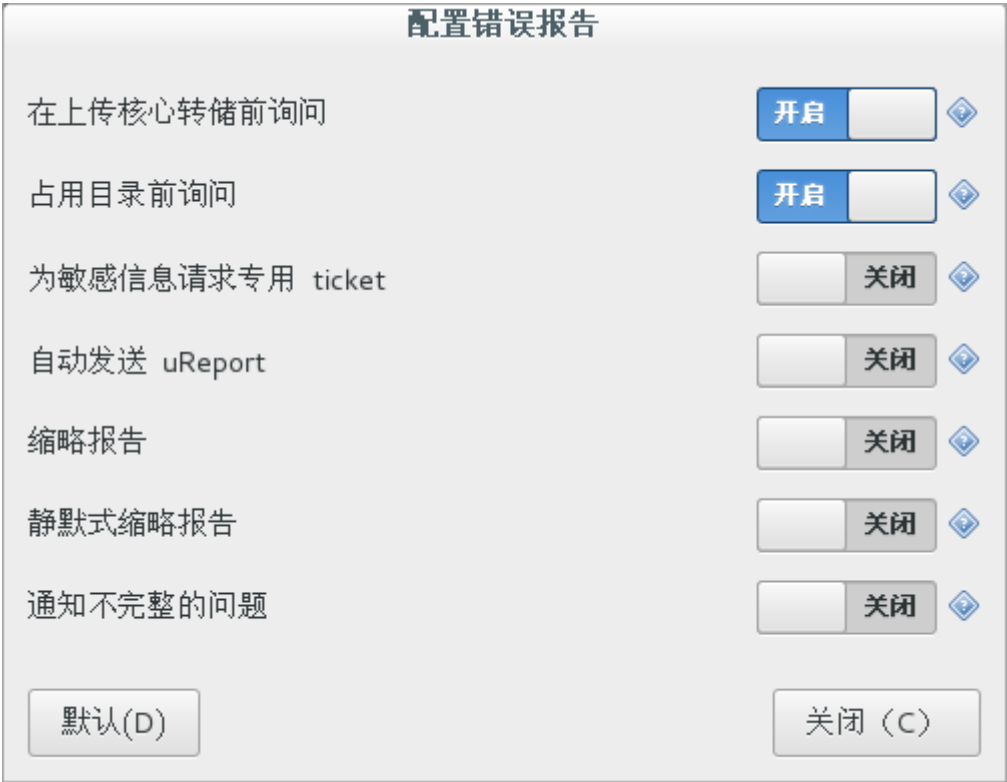 配置错误报告
在上传核心转储前询问 开启
占用目录前询问 开启
为敏感信息请求专用 ticket 关闭
自动发送 uReport 关闭
缩略报告 关闭
静默式缩略报告 关闭
通知不完整的问题 关闭
默认(D) 关闭（C）